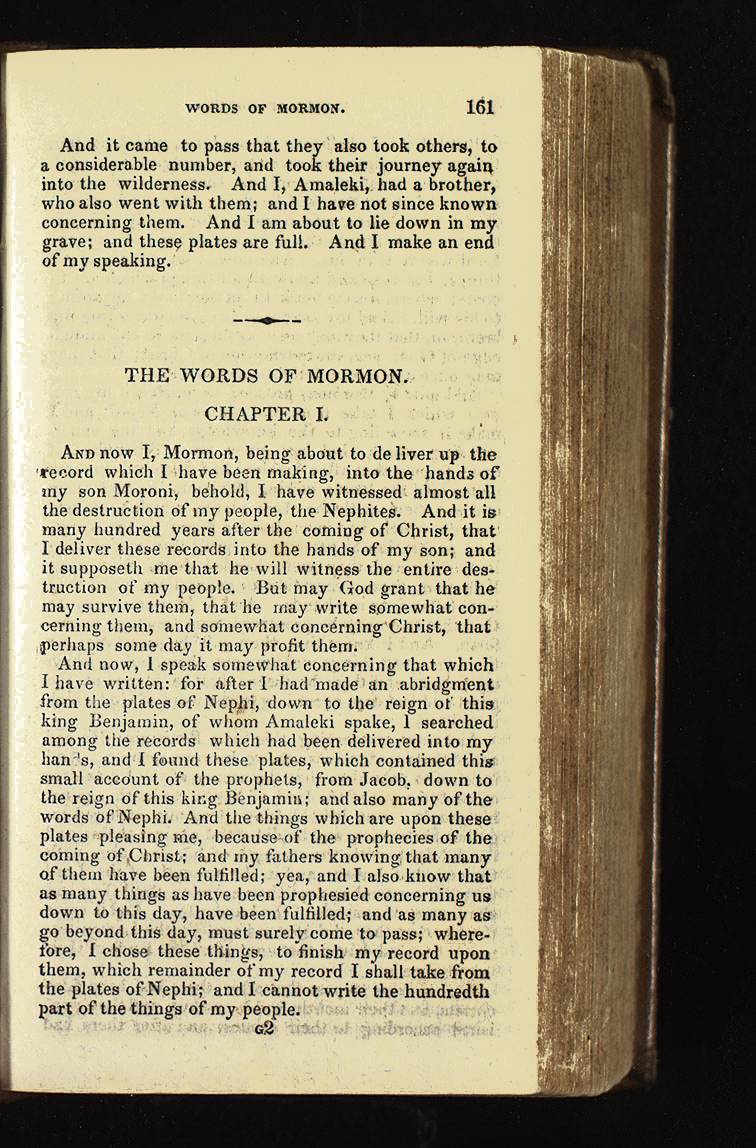 WORDS OF MORMON. 161
And it came to pass that they also took others, to
a considerable number, and took their journey again
into the wilderness. And I, Amaleki, had a brother,
who also went with them; and I have not since known
concerning them. And I am about to lie down in my
grave; and these plates are full. And I make an end
of my speaking.
THE WORDS OF MORMON.
CHAPTER I.
AND now I, Mormon, being about to de liver up the
record which I have been making, into the hands of
my son Moroni, behold, I have witnessed almost all
the destruction of my people, the Nephites. And it is
many hundred years after the coming of Christ, that
I deliver these records into the hands of my son; and
it supposeth me that he will witness the entire des-
truction of my people. But may God grant that he
may survive them, that he may write somewhat con-
cerning them, and somewhat concerning Christ, that
perhaps some day it may profit them.
And now, I speak somewhat concerning that which
I have written: for after I had made an abridgment
from the plates of Nephi, down to the reign of this
king Benjamin, of whom Amaleki spake, I searched
among the records which had been delivered into my
han's, and I found these plates, which contained this
small account of the prophets, from Jacob, down to
the reign of this king Benjamin; and also many of the
words of Nephi. And the things which are upon these
plates pleasing me, because of the prophecies of the
coming of Christ; and my fathers knowing that many
of them have been fulfilled; yea, and I also know that
as many things as have been prophesied concerning us
down to this day, have been fulfilled; and as many as
go beyond this day, must surely come to pass; where-
fore, I chose these things, to finish my record upon
them, which remainder of my record I shall take from
the plates of Nephi; and I cannot write the hundredth
part of the things of my people.
G2